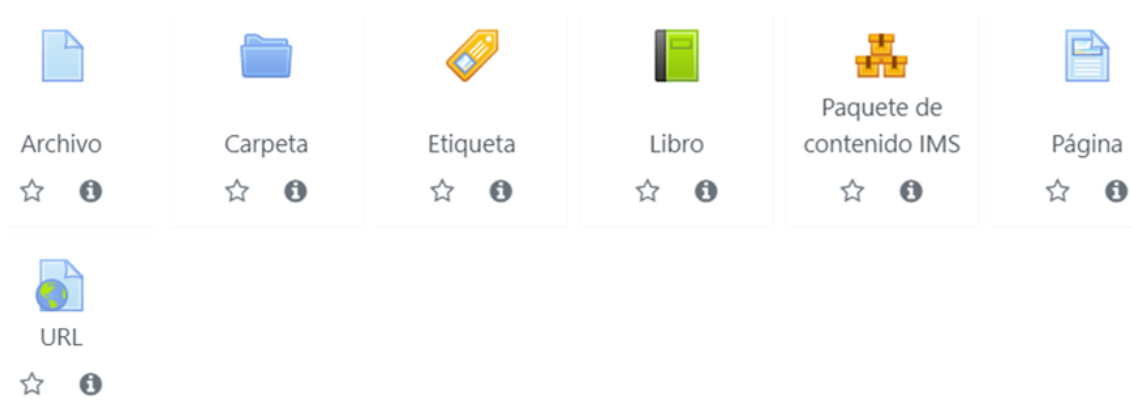 Archivo
Carpeta
Etiqueta
Libro
Paquete de
contenido IMS
Página
URL